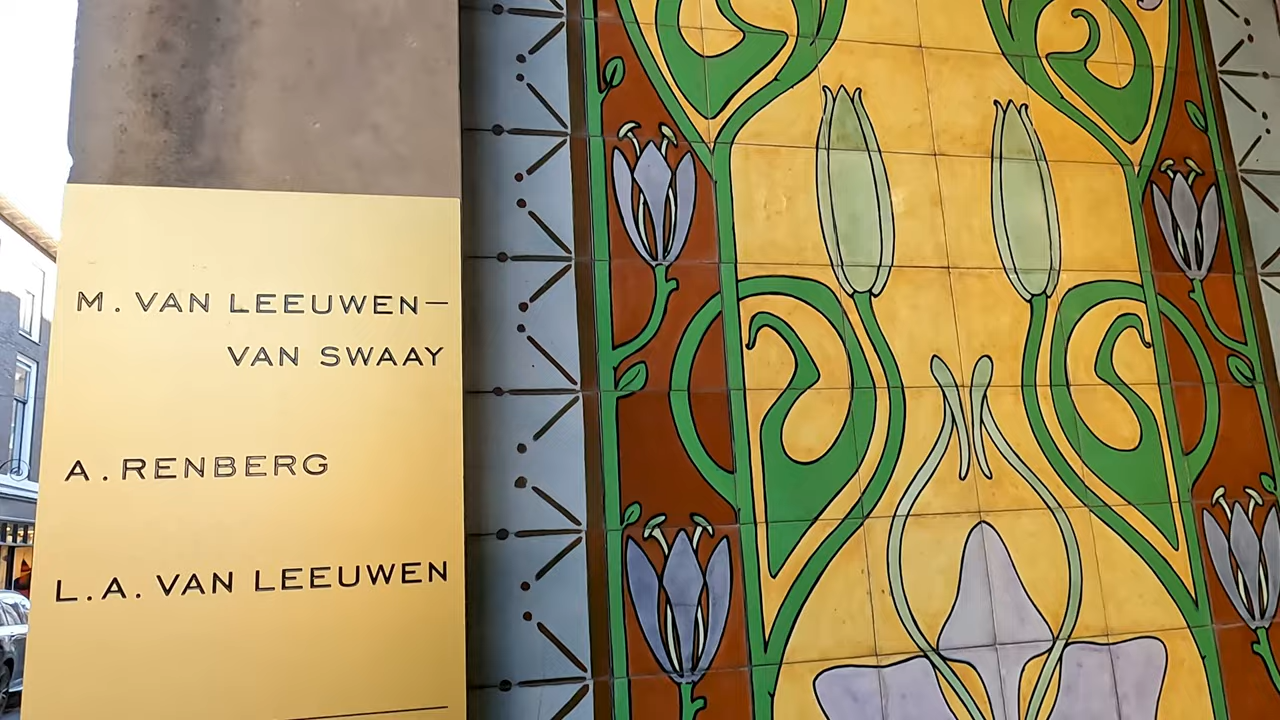 M. VAN LEEUWEN—
VAN SWAAY
A. RENBERG
L.A. VAN LEEUWEN